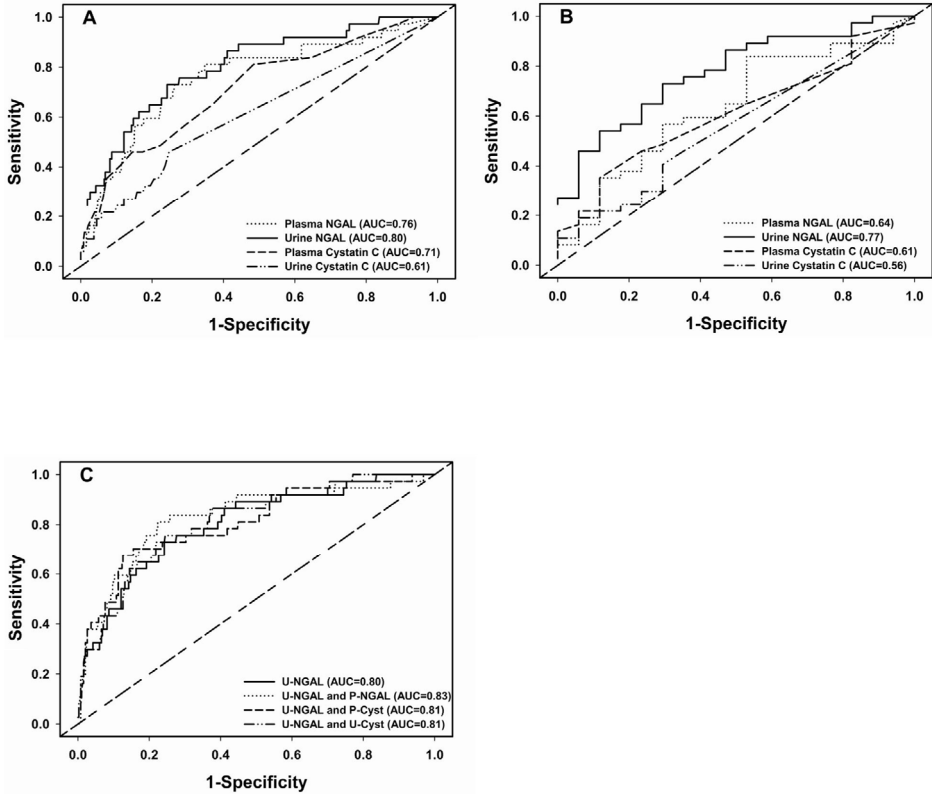 A
1.0
0.8
0.6
0.4
0.2
0.0
Sensitivity
Plasma NGAL (AUC=0.76)
Urine NGAL (AUC=0.80)
Plasma Cystatin C (AUC=0.71)
Urine Cystatin C (AUC=0.61)
0.0 0.2 0.4 0.6 0.8 1.0
1-Specificity
B
1.0
0.8
0.6
0.4
0.2
0.0
Sensitivity
Plasma NGAL (AUC=0.64)
Urine NGAL (AUC=0.77)
Plasma Cystatin C (AUC=0.61)
Urine Cystatin C (AUC=0.56)
0.0 0.2 0.4 0.6 0.8 1.0
1-Specificity
C
1.0
0.8
0.6
0.4
0.2
0.0
Sensitivity
U-NGAL (AUC=0.80)
U-NGAL and P-NGAL (AUC=0.83)
U-NGAL and P-Cyst (AUC=0.81)
U-NGAL and U-Cyst (AUC=0.81)
0.0 0.2 0.4 0.6 0.8 1.0
1-Specificity